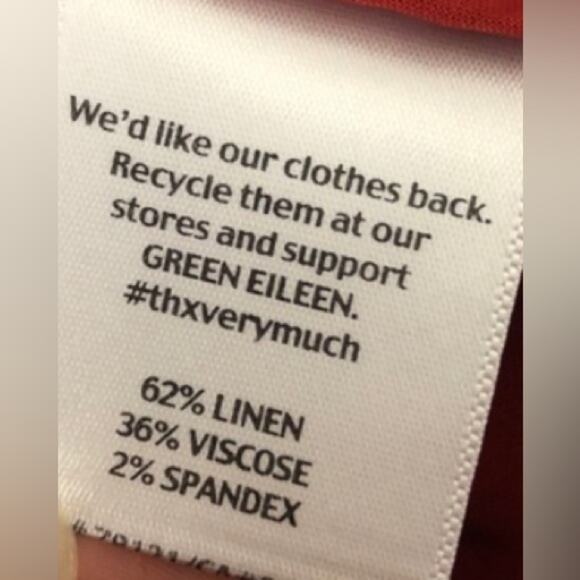 We'd like our clothes back.
Recycle them at our
stores and support
GREEN EILEEN.
#thxverymuch
62% LINEN
36% VISCOSE
2% SPANDEX